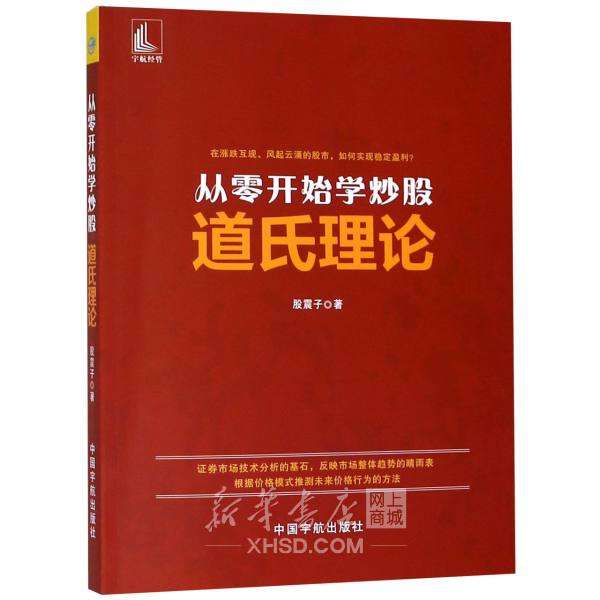 宇航经管
在涨跌互现、风起云涌的股市，如何实现稳定盈利？
从零开始学炒股
道氏理论
股震子◎著
证券市场技术分析的基石，反映市场整体趋势的晴雨表
根据价格模式推测未来价格行为的方法
中国宇航出版社
从零开始学炒股
道氏理论
股震子◎著
中国宇航出版社
新华书店
网上
商城
XHSD.COM